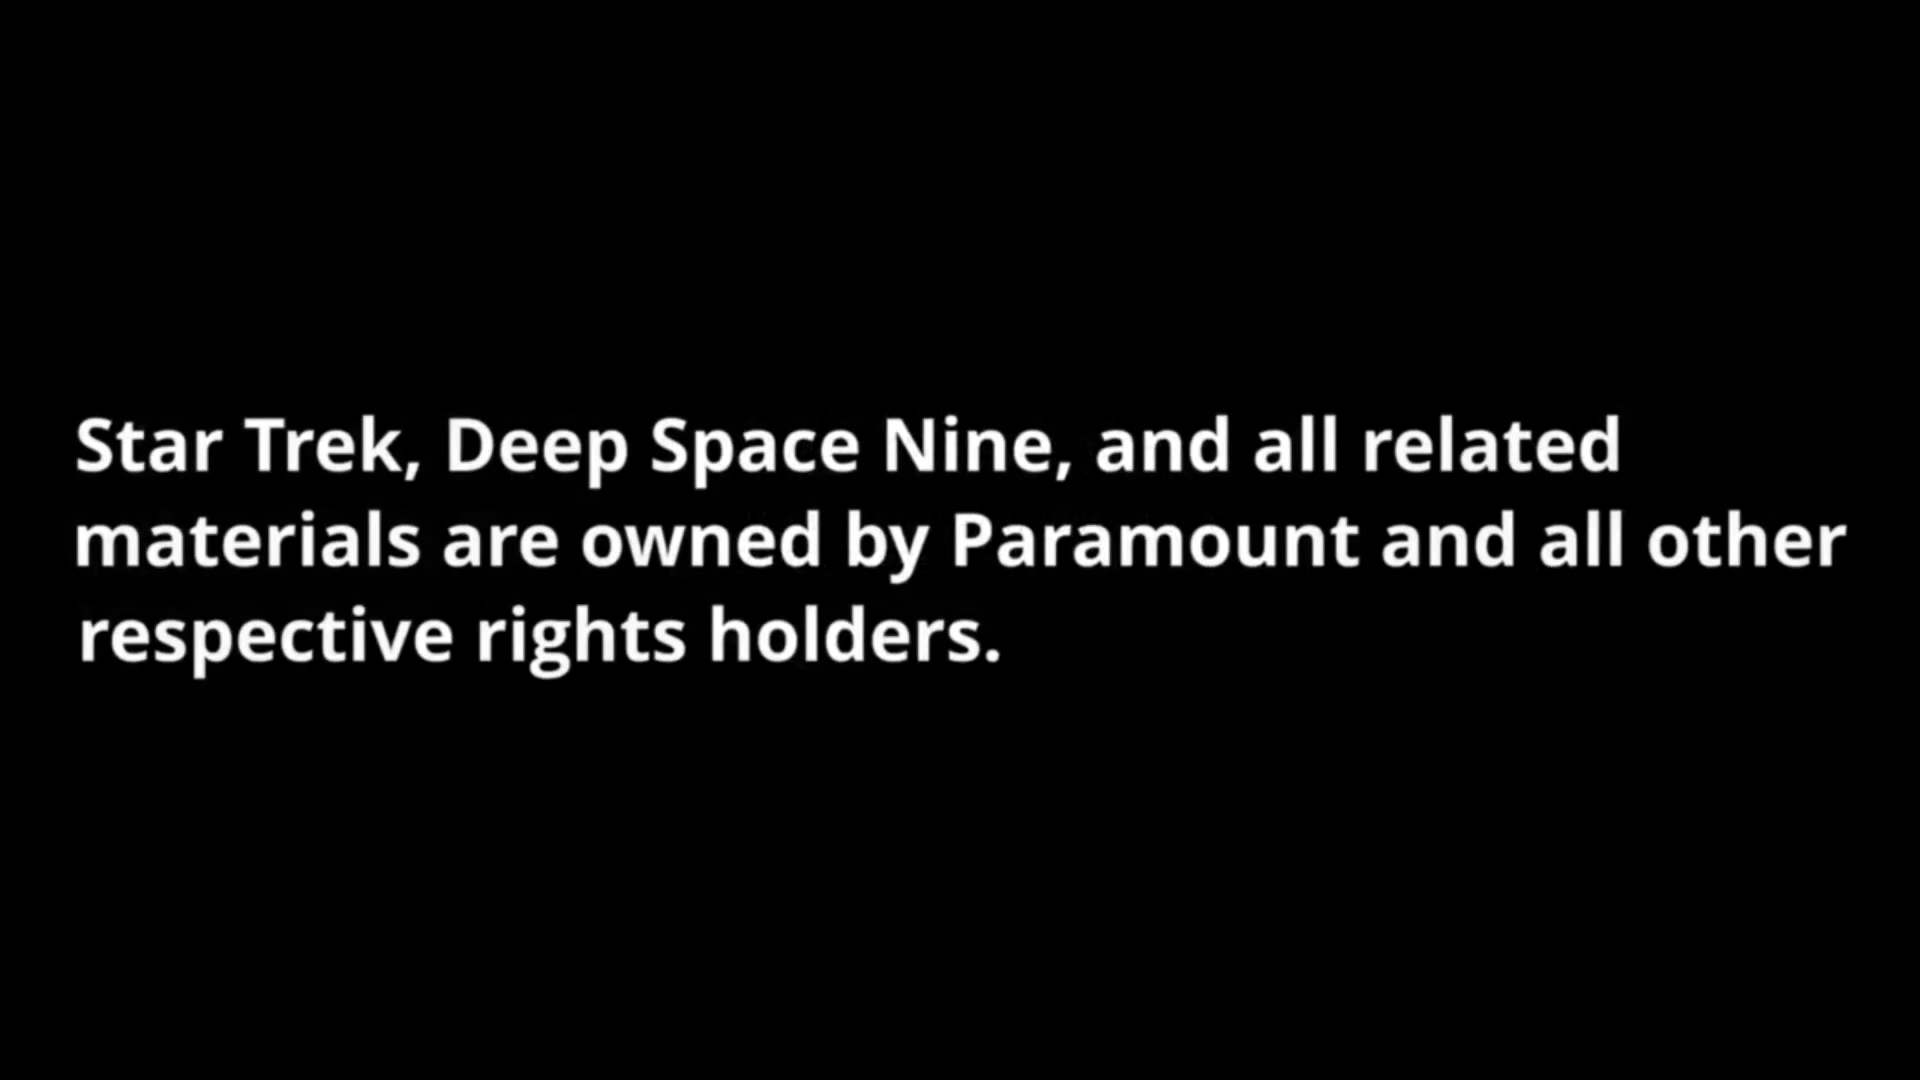 Star Trek, Deep Space Nine, and all related
materials are owned by Paramount and all other
respective rights holders.